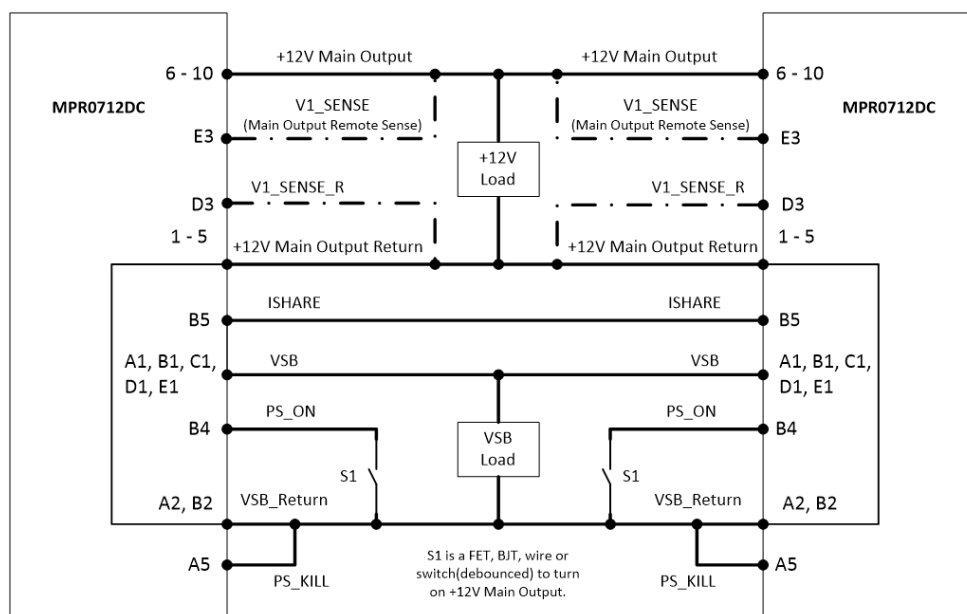 +12V Main Output +12V Main Output
6 - 10 6 - 10
MPR0712DC MPR0712DC
V1_SENSE V1_SENSE
(Main Output Remote Sense) (Main Output Remote Sense)
E3 E3
+12V
Load
V1_SENSE_R V1_SENSE_R
D3 D3
1 - 5 1 - 5
+12V Main Output Return +12V Main Output Return
ISHARE ISHARE
B5 B5
A1, B1, C1, A1, B1, C1,
D1, E1 D1, E1
VSB VSB
PS_ON PS_ON
B4 B4
VSB
Load
S1 S1
A2, B2 A2, B2
VSB_Return VSB_Return
A5 A5
PS_KILL PS_KILL
S1 is a FET, BJT, wire or
switch(debounced) to turn
on +12V Main Output.